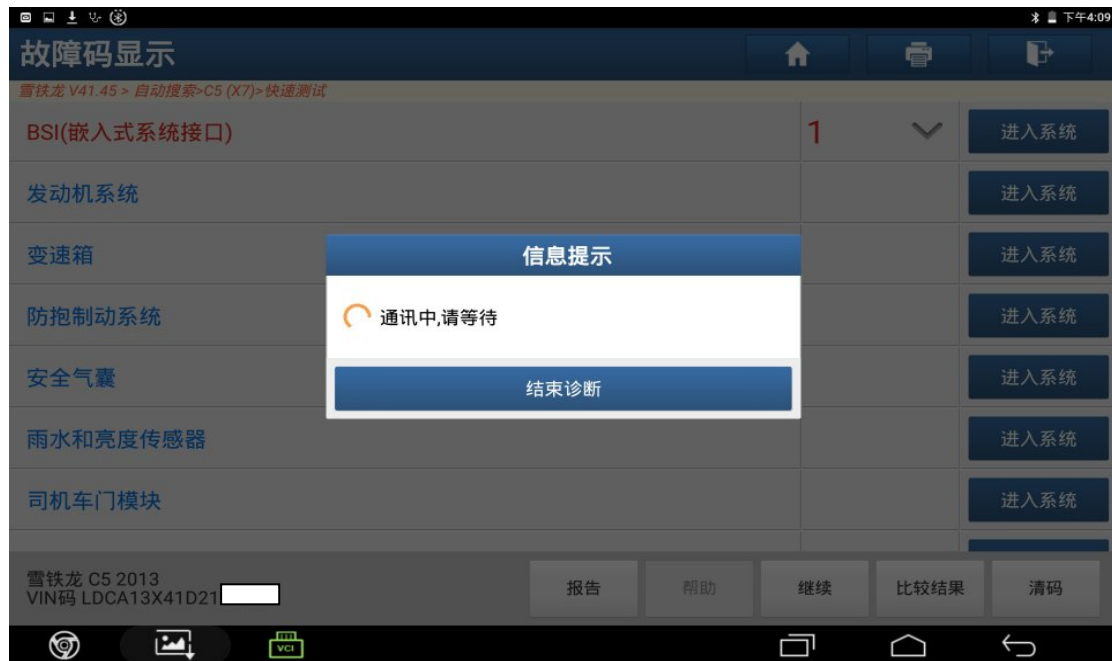 下午4:09
故障码显示
雪铁龙 V41.45 > 自动搜索>C5 (X7)>快速测试
BSI(嵌入式系统接口)
1
进入系统
发动机系统
进入系统
变速箱
进入系统
防抱制动系统
进入系统
安全气囊
进入系统
雨水和亮度传感器
进入系统
司机车门模块
进入系统
信息提示
通讯中,请等待
结束诊断
雪铁龙 C5 2013
VIN码 LDCA13X41D21
报告
帮助
继续
比较结果
清码
VCI